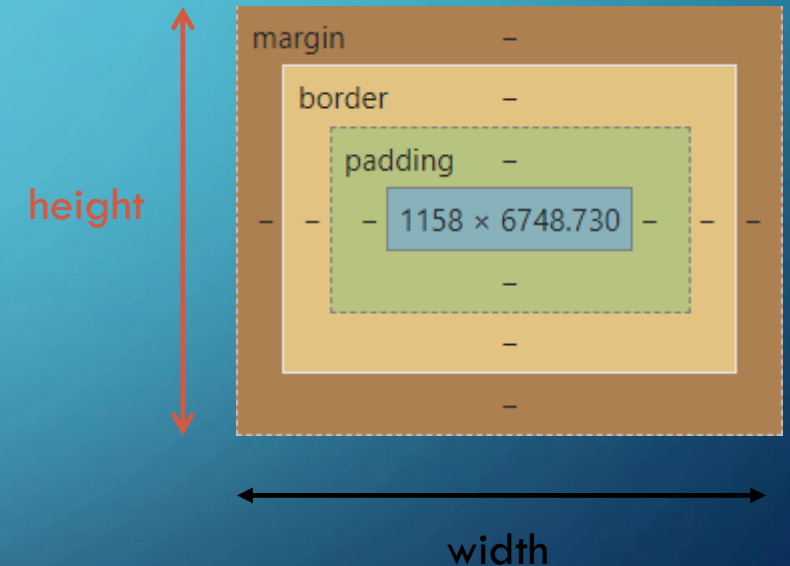 margin –
border –
padding –
height
– – – 1158 × 6748.730 – – –
–
–
–
width